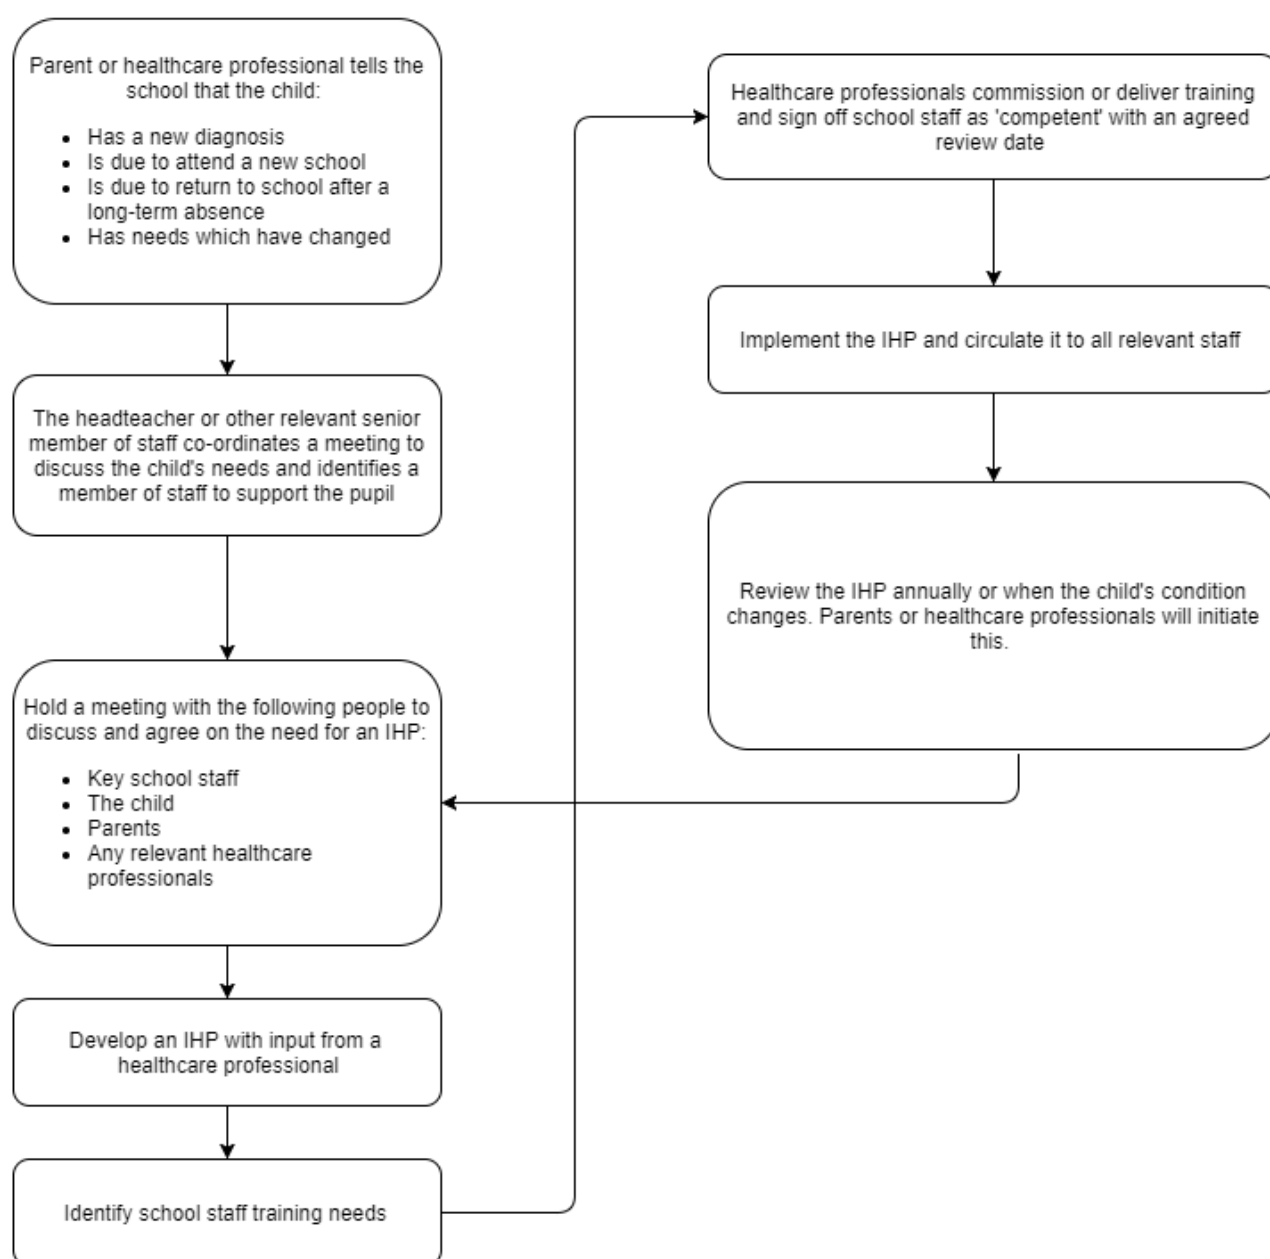 Parent or healthcare professional tells the
school that the child:
• Has a new diagnosis
• Is due to attend a new school
• Is due to return to school after a
long-term absence
• Has needs which have changed
The headteacher or other relevant senior
member of staff co-ordinates a meeting to
discuss the child's needs and identifies a
member of staff to support the pupil
Hold a meeting with the following people to
discuss and agree on the need for an IHP:
• Key school staff
• The child
• Parents
• Any relevant healthcare
professionals
Develop an IHP with input from a
healthcare professional
Identify school staff training needs
Healthcare professionals commission or deliver training
and sign off school staff as 'competent' with an agreed
review date
Implement the IHP and circulate it to all relevant staff
Review the IHP annually or when the child's condition
changes. Parents or healthcare professionals will initiate
this.